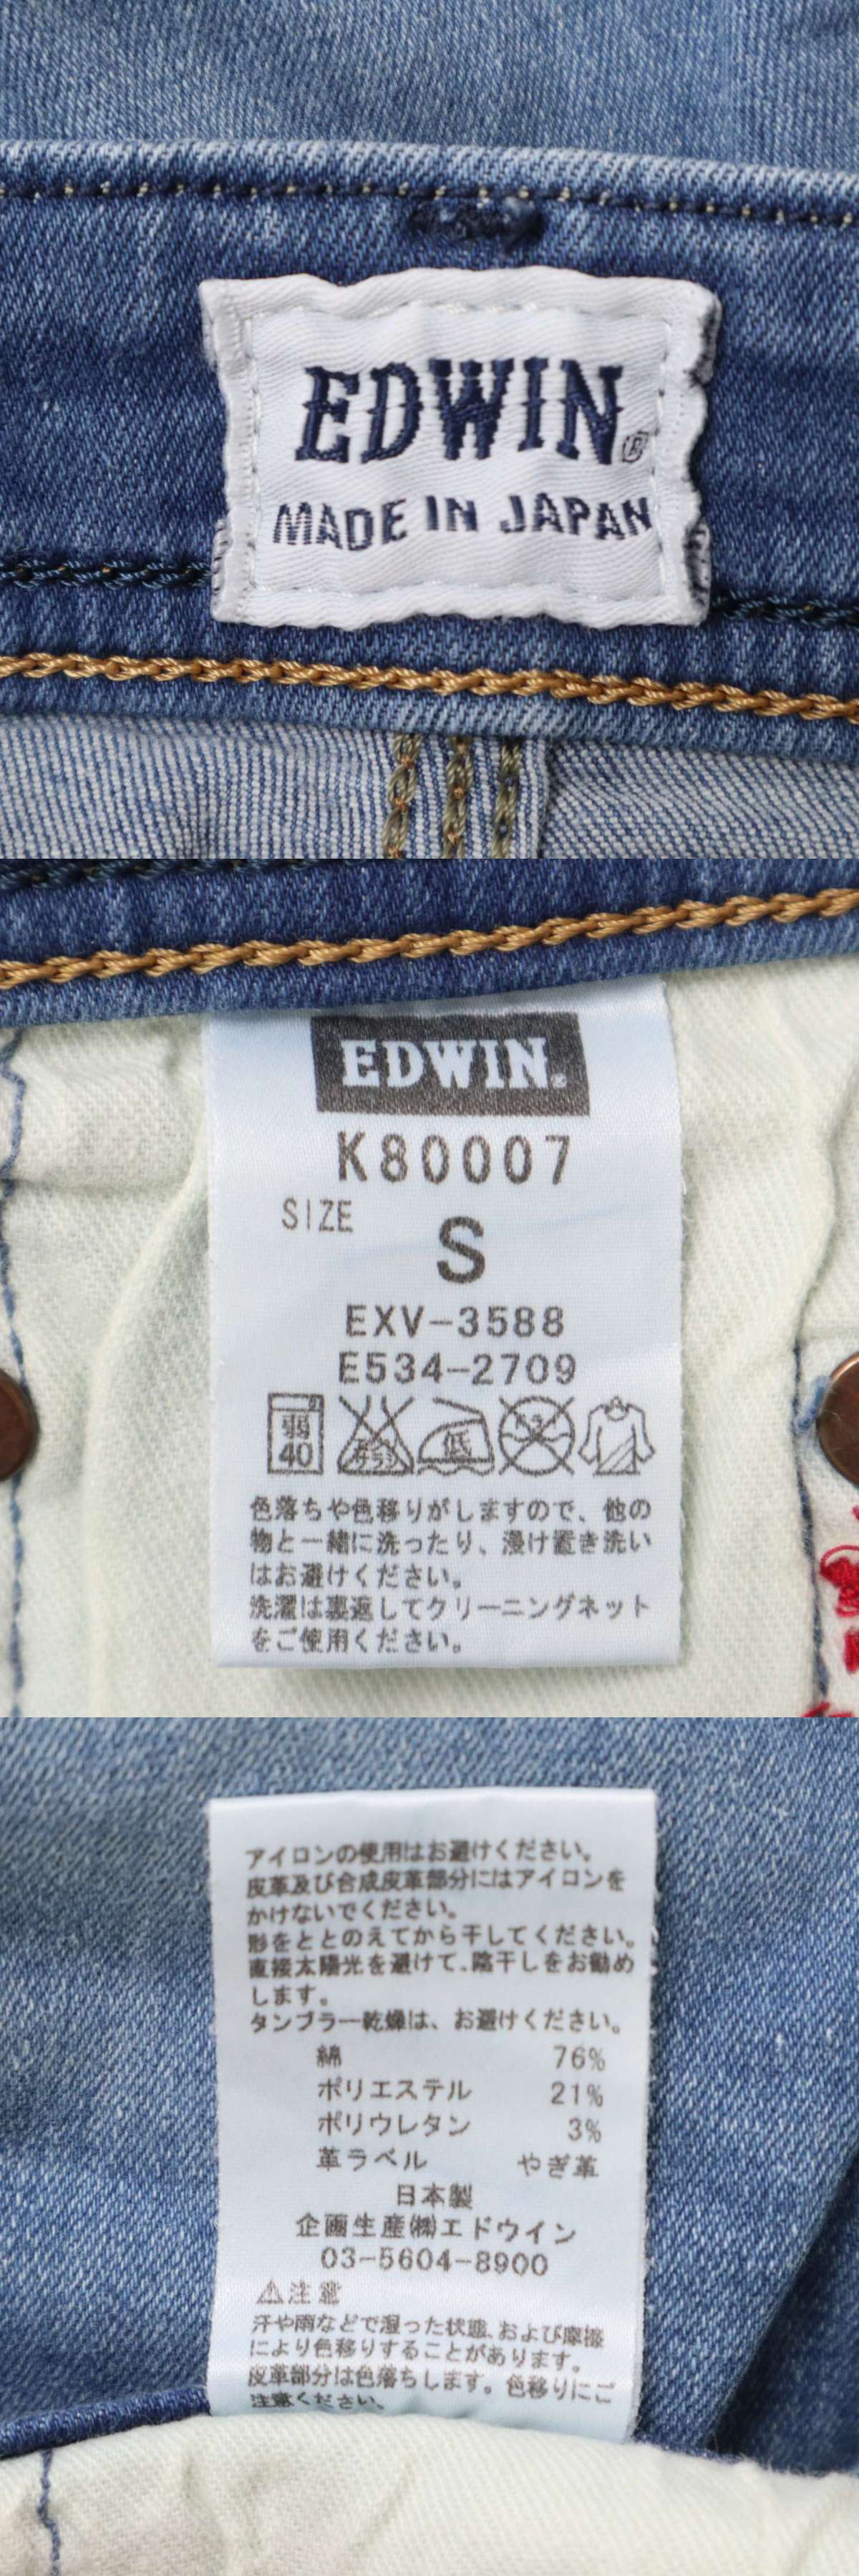 EDWIN®
MADE IN JAPAN
EDWIN®
K80007
SIZE
S
EXV-3588
E534-2709
弱
40
エンソサラシ
低
ドライ
色落ちや色移りがしますので、他の
物と一緒に洗ったり、漫け置き洗い
はお避けください。
洗濯は裏返してクリーニングネット
をご使用ください。
アイロンの使用はお避けください。
皮革及び合成皮革部分にはアイロンを
かけないでください。
形をととのえてから干してください。
直接太陽光を避けて、陰干しをお勧め
します。
タンブラー乾燥は、お避けください。
綿 76%
ポリエステル 21%
ポリウレタン 3%
革ラベル やぎ革
日本製
企画生産㈱エドウイン
03-5604-8900
⚠注意
汗や雨などで湿った状態、および摩擦
により色移りすることがあります。
皮革部分は色落ちします。色移りにご
注意ください。